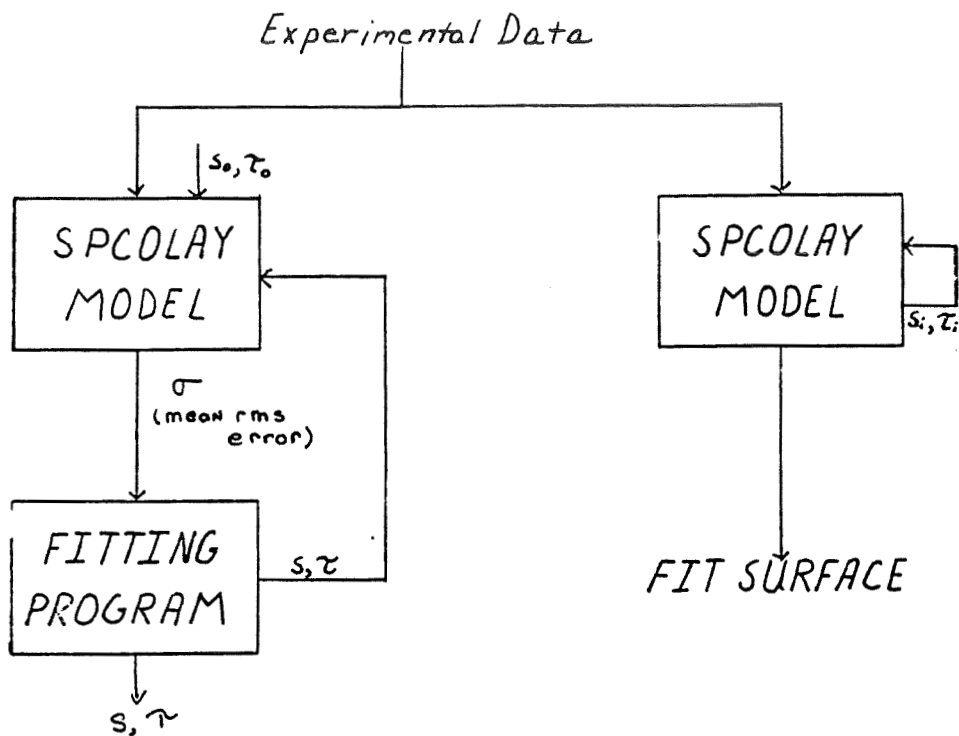 Experimental Data
s₀, τ₀
SPCOLAY
MODEL
σ
(mean rms
error)
FITTING
PROGRAM
s, τ
s, τ
SPCOLAY
MODEL
sᵢ, τᵢ
FIT SURFACE